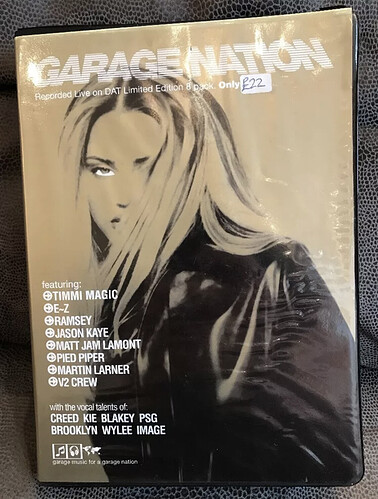 GARAGE NATION
Recorded Live on DAT Limited Edition 8 pack. Only £22
featuring:
TIMMI MAGIC
E-Z
RAMSEY
JASON KAYE
MATT JAM LAMONT
PIED PIPER
MARTIN LARNER
V2 CREW
with the vocal talents of:
CREED KIE BLAKEY PSG
BROOKLYN WYLEE IMAGE
garage music for a garage nation